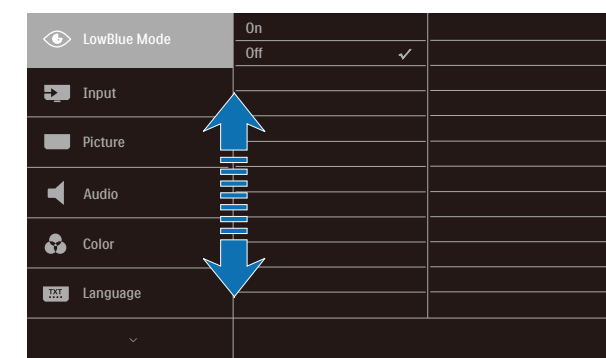 LowBlue Mode
On
Off
Input
Picture
Audio
Color
TXT
Language